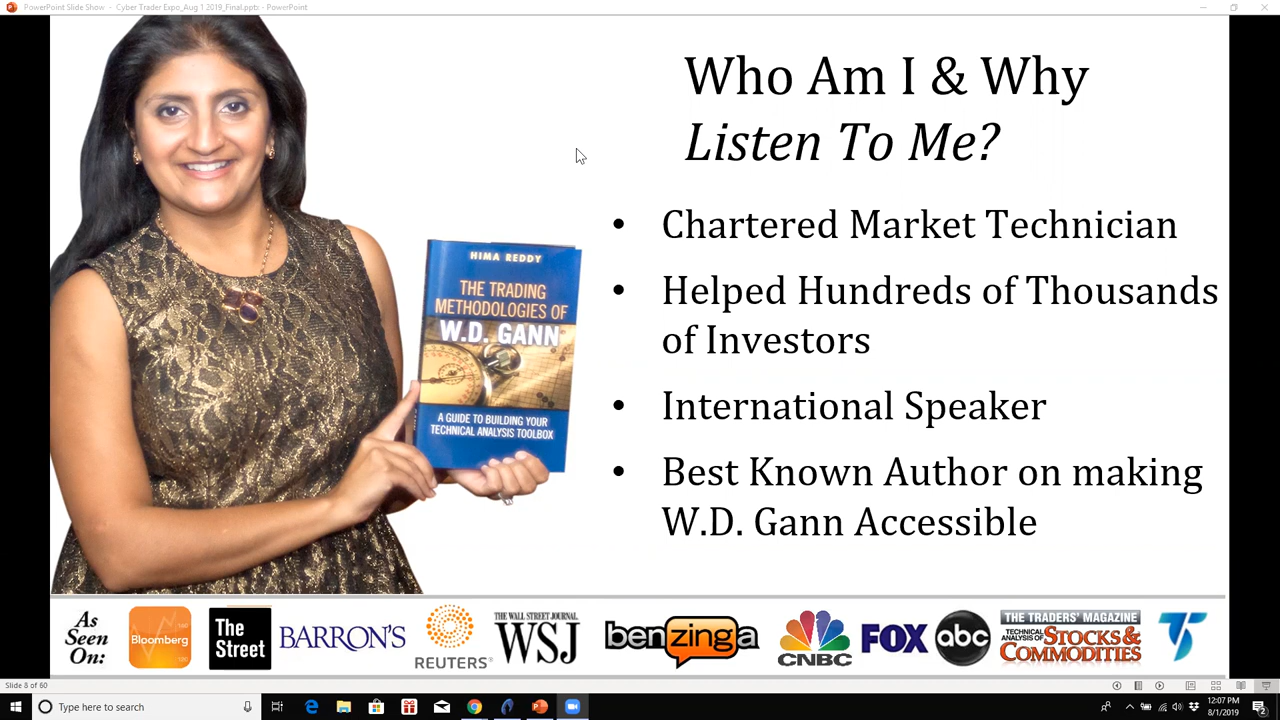 PowerPoint Slide Show - Cyber Trader Expo_Aug 1 2019_Final.pptx - PowerPoint
Who Am I & Why
Listen To Me?
• Chartered Market Technician
• Helped Hundreds of Thousands
of Investors
• International Speaker
• Best Known Author on making
W.D. Gann Accessible
HIMA REDDY
THE TRADING
METHODOLOGIES OF
W.D. GANN
A GUIDE TO BUILDING YOUR
TECHNICAL ANALYSIS TOOLBOX
As
Seen
On:
Bloomberg
The
Street
BARRON'S
REUTERS
THE WALL STREET JOURNAL
WSJ
benzinga
CNBC
FOX
abc
THE TRADERS' MAGAZINE
TECHNICAL
ANALYSIS OF
STOCKS &
COMMODITIES
Slide 8 of 60
Type here to search
12:07 PM
8/1/2019
2